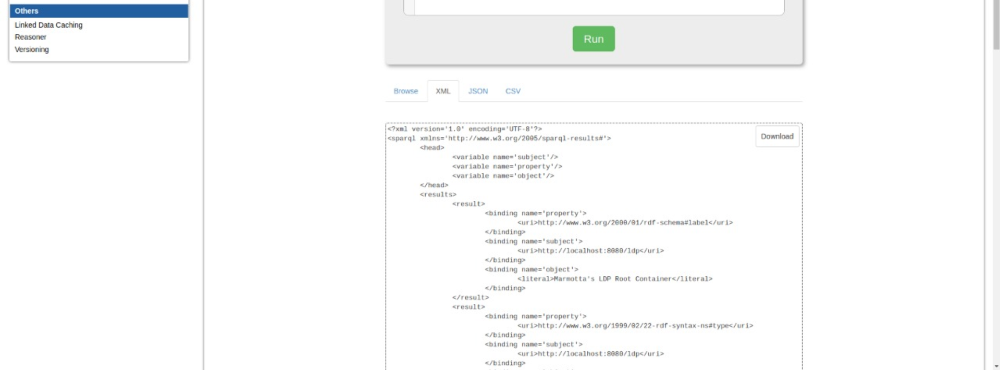 Others
Linked Data Caching
Reasoner
Versioning
Run
Browse XML JSON CSV
Download
<?xml version='1.0' encoding='UTF-8'?>
<sparql xmlns='http://www.w3.org/2005/sparql-results#'>
<head>
<variable name='subject'/>
<variable name='property'/>
<variable name='object'/>
</head>
<results>
<result>
<binding name='property'>
<uri>http://www.w3.org/2000/01/rdf-schema#label</uri>
</binding>
<binding name='subject'>
<uri>http://localhost:8080/ldp</uri>
</binding>
<binding name='object'>
<literal>Marmotta's LDP Root Container</literal>
</binding>
</result>
<result>
<binding name='property'>
<uri>http://www.w3.org/1999/02/22-rdf-syntax-ns#type</uri>
</binding>
<binding name='subject'>
<uri>http://localhost:8080/ldp</uri>
</binding>